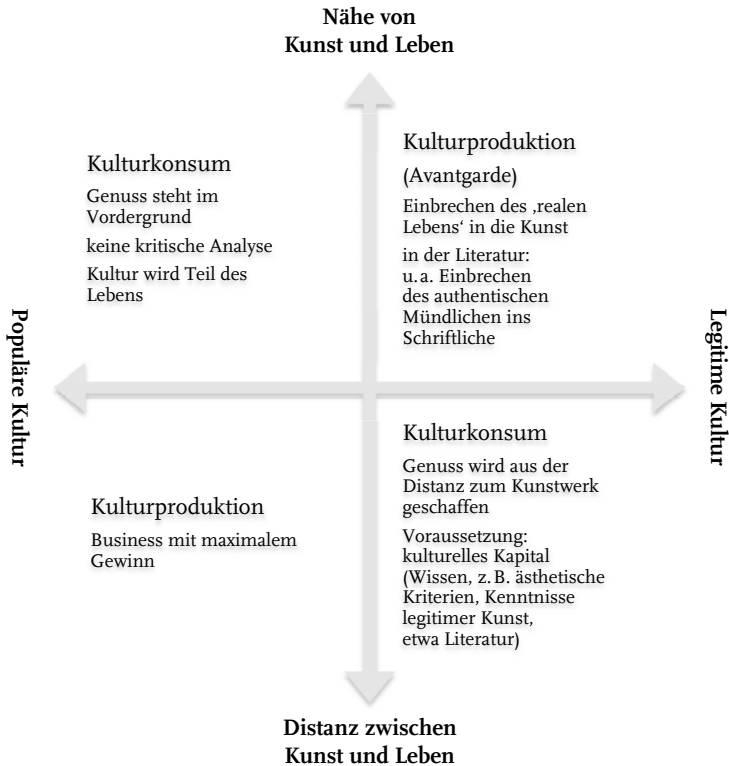 Nähe von
Kunst und Leben
Kulturkonsum
Genuss steht im
Vordergrund
keine kritische Analyse
Kultur wird Teil des
Lebens
Kulturproduktion
(Avantgarde)
Einbrechen des ‚realen
Lebens‘ in die Kunst
in der Literatur:
u. a. Einbrechen
des authentischen
Mündlichen ins
Schriftliche
Populäre Kultur
Legitime Kultur
Kulturproduktion
Business mit maximalem
Gewinn
Kulturkonsum
Genuss wird aus der
Distanz zum Kunstwerk
geschaffen
Voraussetzung:
kulturelles Kapital
(Wissen, z. B. ästhetische
Kriterien, Kenntnisse
legitimer Kunst,
etwa Literatur)
Distanz zwischen
Kunst und Leben